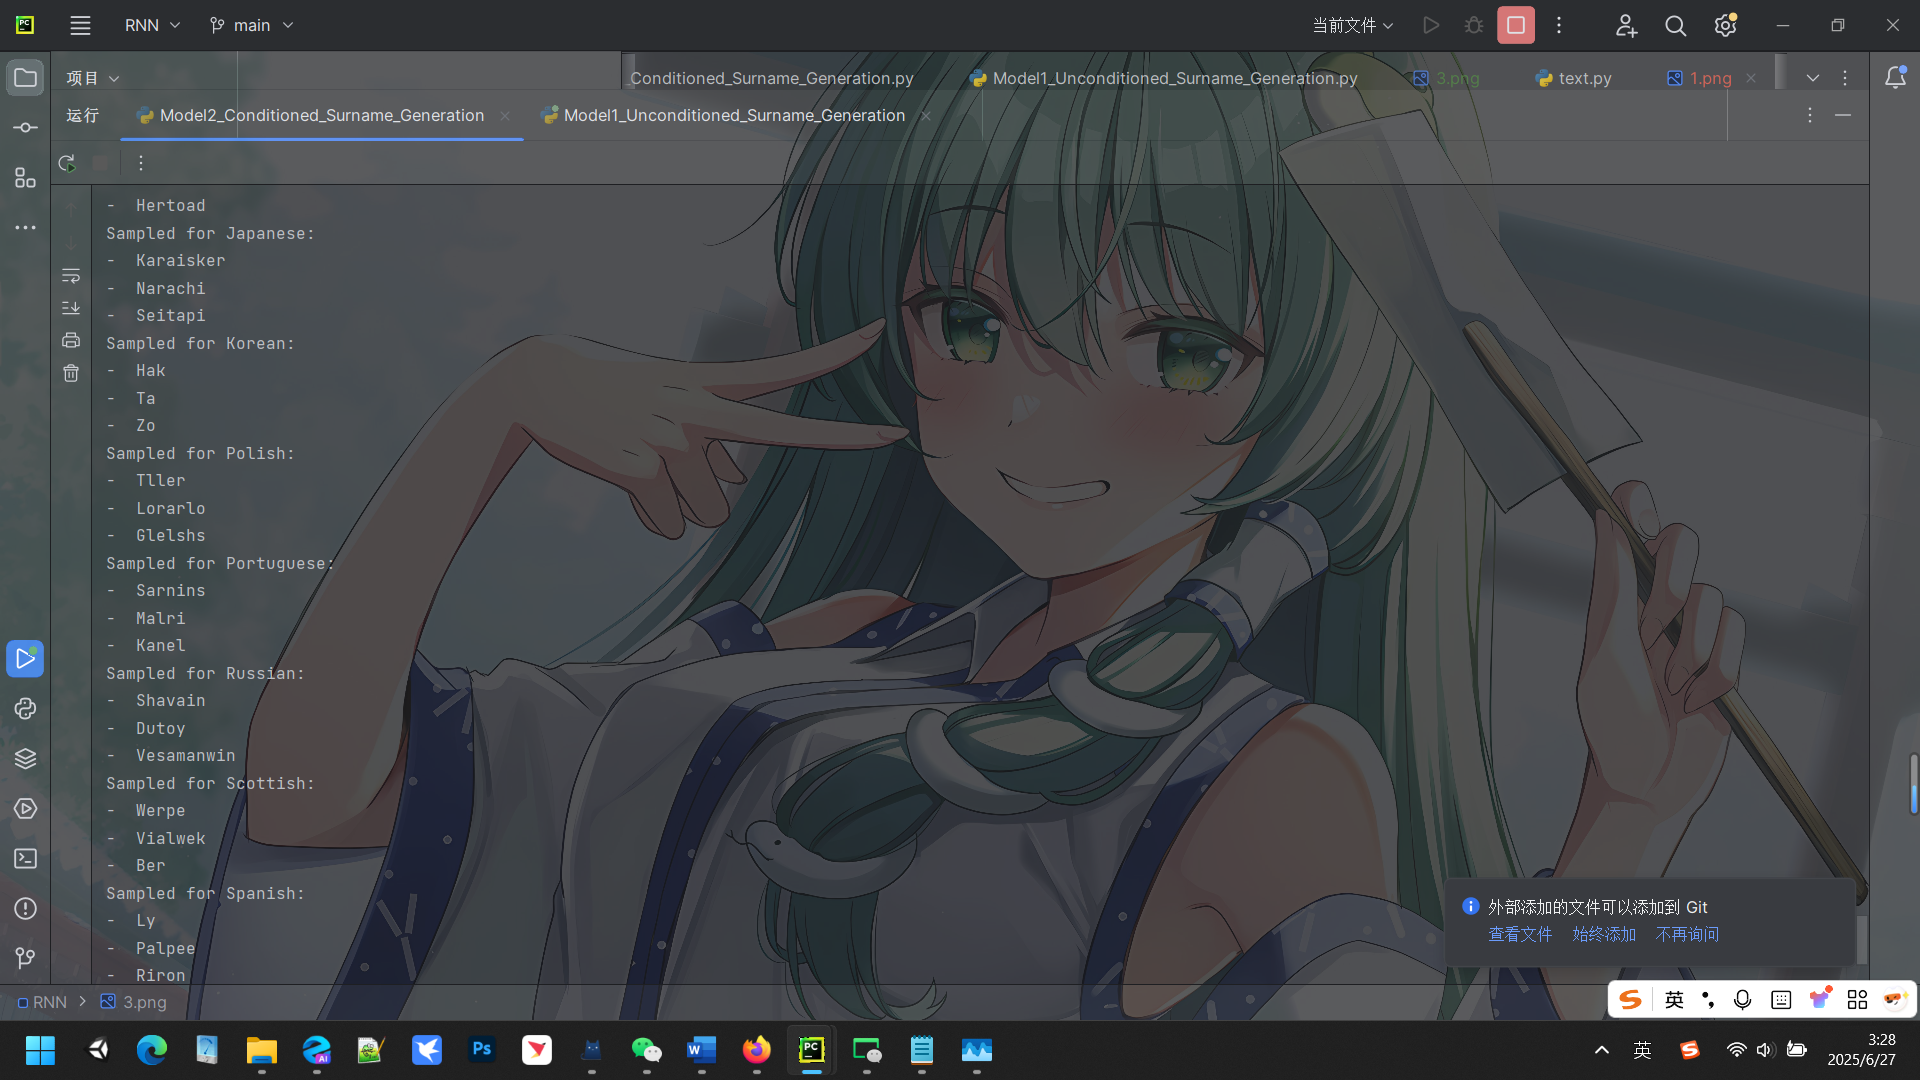 PC
RNN
main
当前文件
项目
_Conditioned_Surname_Generation.py
Model1_Unconditioned_Surname_Generation.py
3.png
text.py
1.png
运行
Model2_Conditioned_Surname_Generation
Model1_Unconditioned_Surname_Generation
- Hertoad
Sampled for Japanese:
- Karaisker
- Narachi
- Seitapi
Sampled for Korean:
- Hak
- Ta
- Zo
Sampled for Polish:
- Tller
- Lorarlo
- Glelshs
Sampled for Portuguese:
- Sarnins
- Malri
- Kanel
Sampled for Russian:
- Shavain
- Dutoy
- Vesamanwin
Sampled for Scottish:
- Werpe
- Vialwek
- Ber
Sampled for Spanish:
- Ly
- Palpee
- Riron
外部添加的文件可以添加到 Git
查看文件 始终添加 不再询问
RNN
3.png
英
AI
Ps
W
PC
英
3:28
2025/6/27